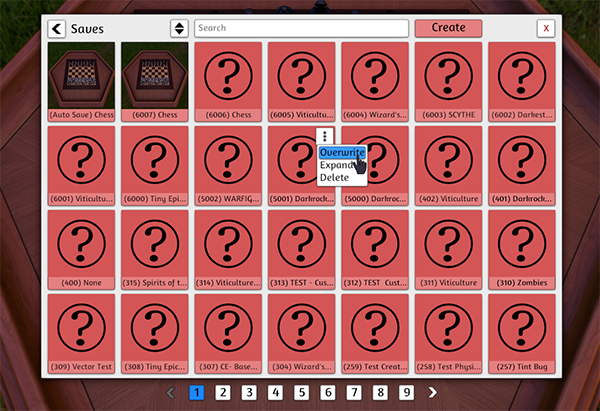 Saves
Search
Create
X
(Auto Save) Chess
(6007) Chess
(6006) Chess
(6005) Viticultu...
(6004) Wizard's...
(6003) SCYTHE
(6002) Darkest...
(6001) Viticultu...
(6000) Tiny Epi...
(5002) WARFIG...
(5001) Darkrock...
(5000) Darkroc...
(402) Viticulture
(401) Darkrock...
Overwrite
Expand
Delete
(400) None
(315) Spirits of t...
(314) Viticulture...
(313) TEST - Cus...
(312) TEST Cust...
(311) Viticulture
(310) Zombies
(309) Vector Test
(308) Tiny Epic...
(307) CE- Base...
(304) Wizard's...
(259) Test Creat...
(258) Test Physi...
(257) Tint Bug
1 2 3 4 5 6 7 8 9